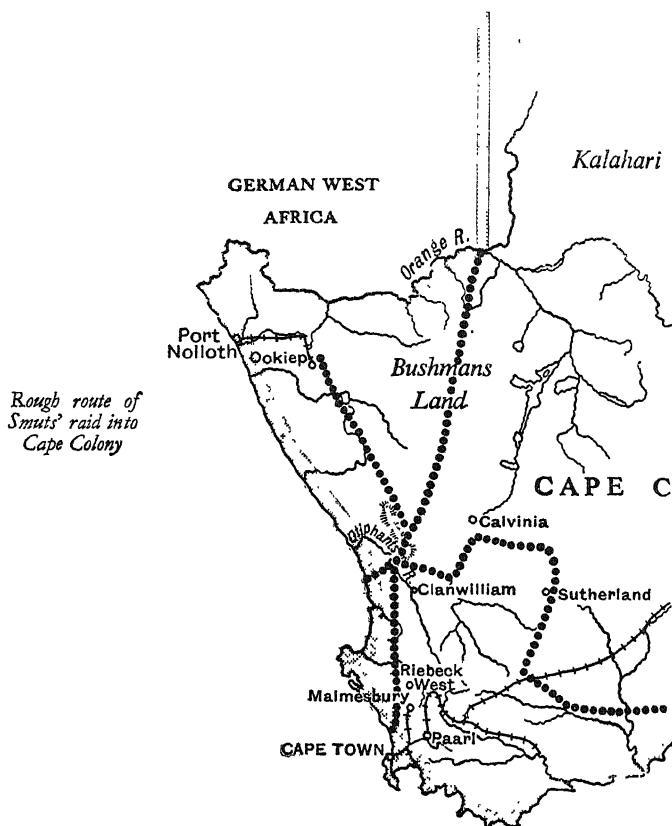 Kalahari
GERMAN WEST
AFRICA
Orange R.
Port
Nolloth
Ookiep
Bushmans
Land
Rough route of
Smuts' raid into
Cape Colony
CAPE C
Calvinia
Oliphants R.
Clanwilliam
Sutherland
Riebeck
West
Malmesbury
Paarl
CAPE TOWN